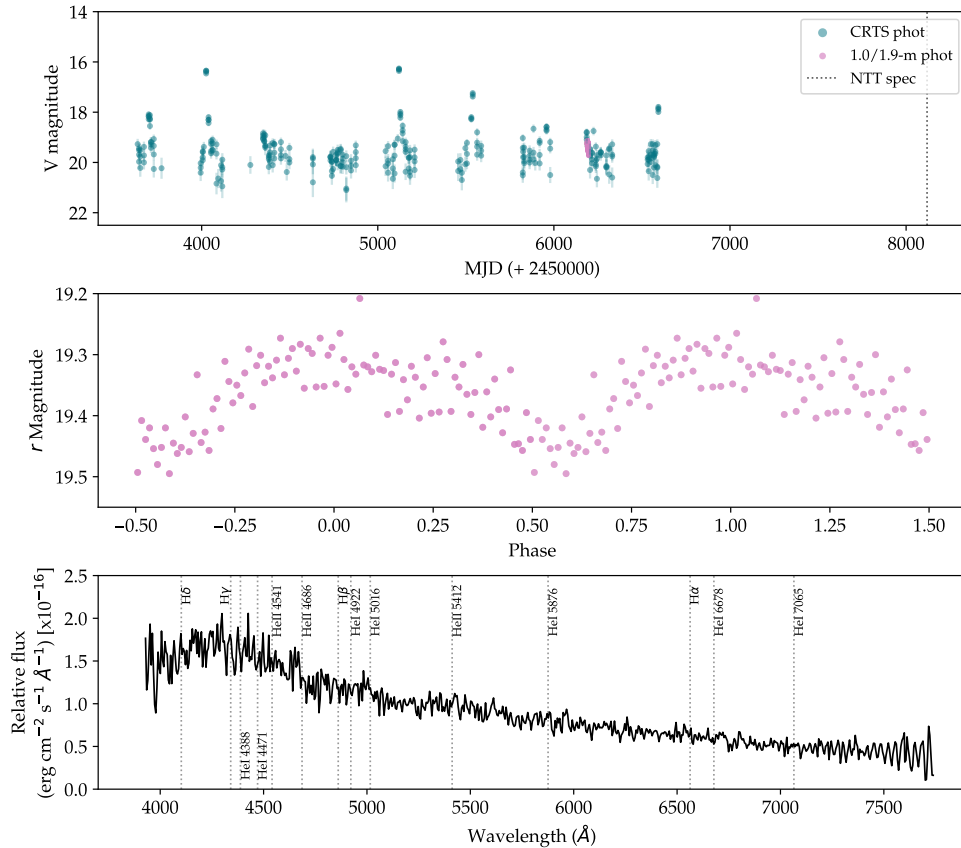 14
16
18
20
22
V magnitude
CRTS phot
1.0/1.9-m phot
NTT spec
4000 5000 6000 7000 8000
MJD (+ 2450000)
19.2
19.3
19.4
19.5
r Magnitude
−0.50 −0.25 0.00 0.25 0.50 0.75 1.00 1.25 1.50
Phase
2.5
2.0
1.5
1.0
0.5
0.0
Relative flux
(erg cm⁻² s⁻¹ Å⁻¹) [x10⁻¹⁶]
Hδ
Hγ
HeI 4388
HeI 4471
HeII 4541
HeII 4686
Hβ
HeI 4922
HeI 5016
HeII 5412
HeI 5876
Hα
HeI 6678
HeI 7065
4000 4500 5000 5500 6000 6500 7000 7500
Wavelength (Å)